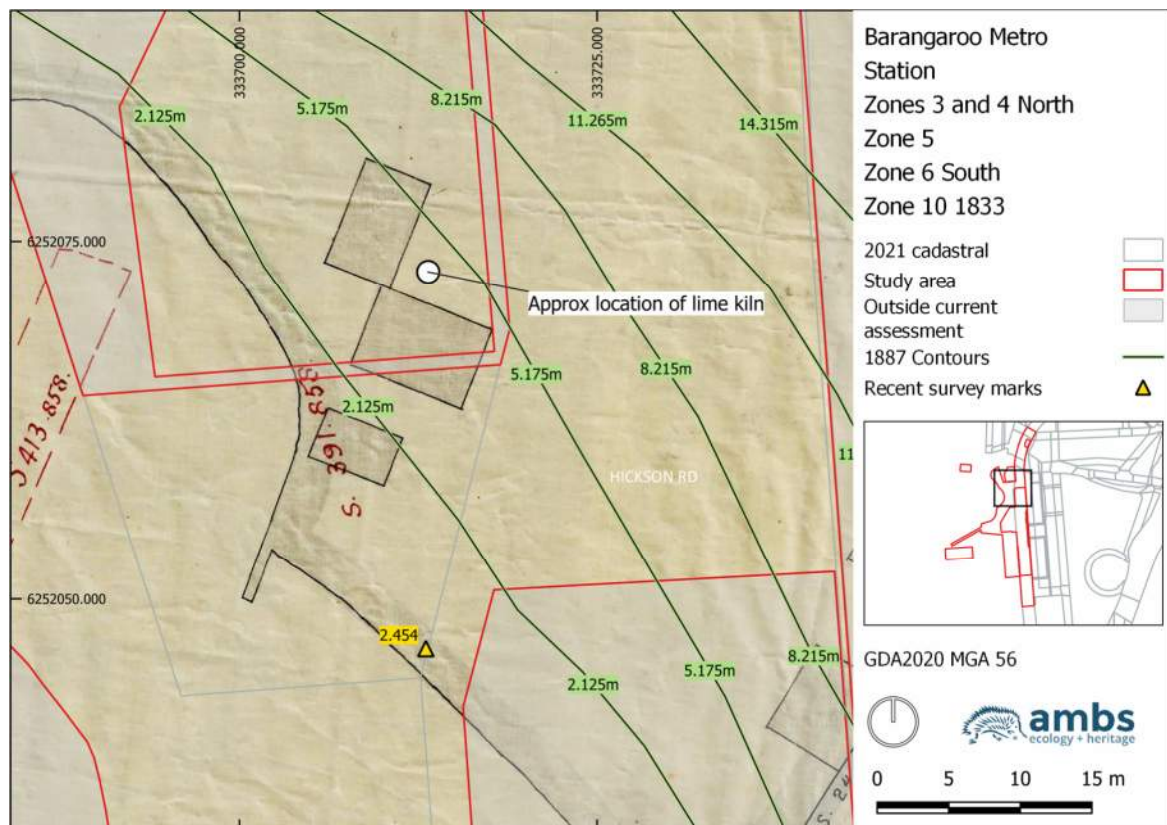 333700.000
333725.000
2.125m
5.175m
8.215m
11.265m
14.315m
6252075.000
Approx location of lime kiln
5.175m
8.215m
2.125m
S 413.858.
S. 391.858
11
HICKSON RD
6252050.000
2.454
8.215m
5.175m
2.125m
S. 24
Barangaroo Metro
Station
Zones 3 and 4 North
Zone 5
Zone 6 South
Zone 10 1833
2021 cadastral
Study area
Outside current
assessment
1887 Contours
Recent survey marks
GDA2020 MGA 56
ambs
ecology + heritage
0 5 10 15 m